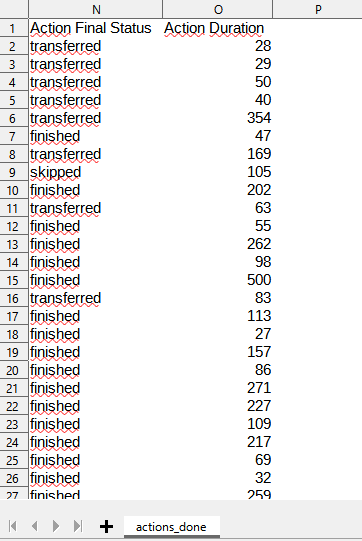 N O P
1 Action Final Status Action Duration
2 transferred 28
3 transferred 29
4 transferred 50
5 transferred 40
6 transferred 354
7 finished 47
8 transferred 169
9 skipped 105
10 finished 202
11 transferred 63
12 finished 55
13 finished 262
14 finished 98
15 finished 500
16 transferred 83
17 finished 113
18 finished 27
19 finished 157
20 finished 86
21 finished 271
22 finished 227
23 finished 109
24 finished 217
25 finished 69
26 finished 32
27 finished 259
actions_done